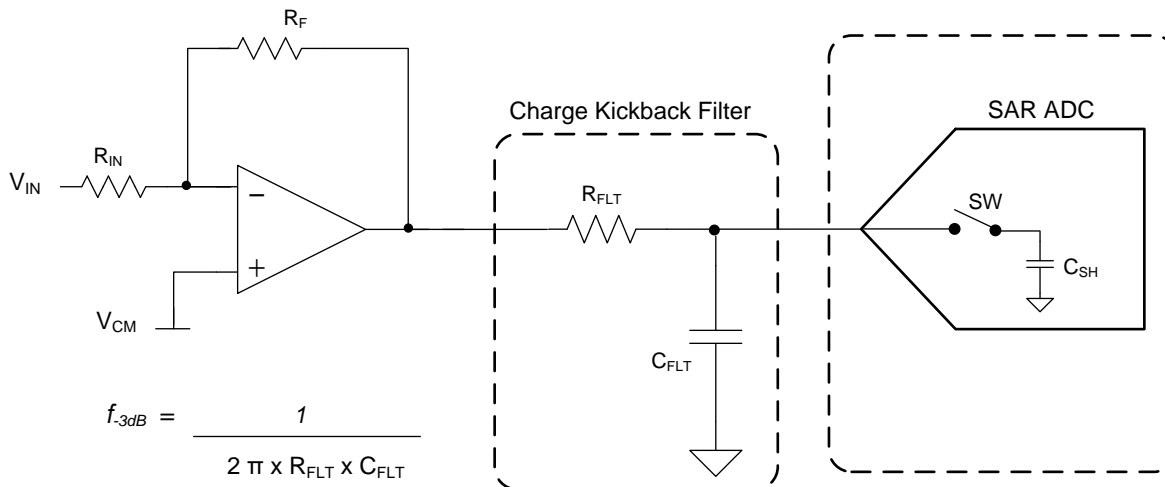 R_F
Charge Kickback Filter
SAR ADC
R_IN
V_IN
R_FLT
SW
−
+
C_SH
V_CM
C_FLT
f_-3dB = 1
2 π x R_FLT x C_FLT